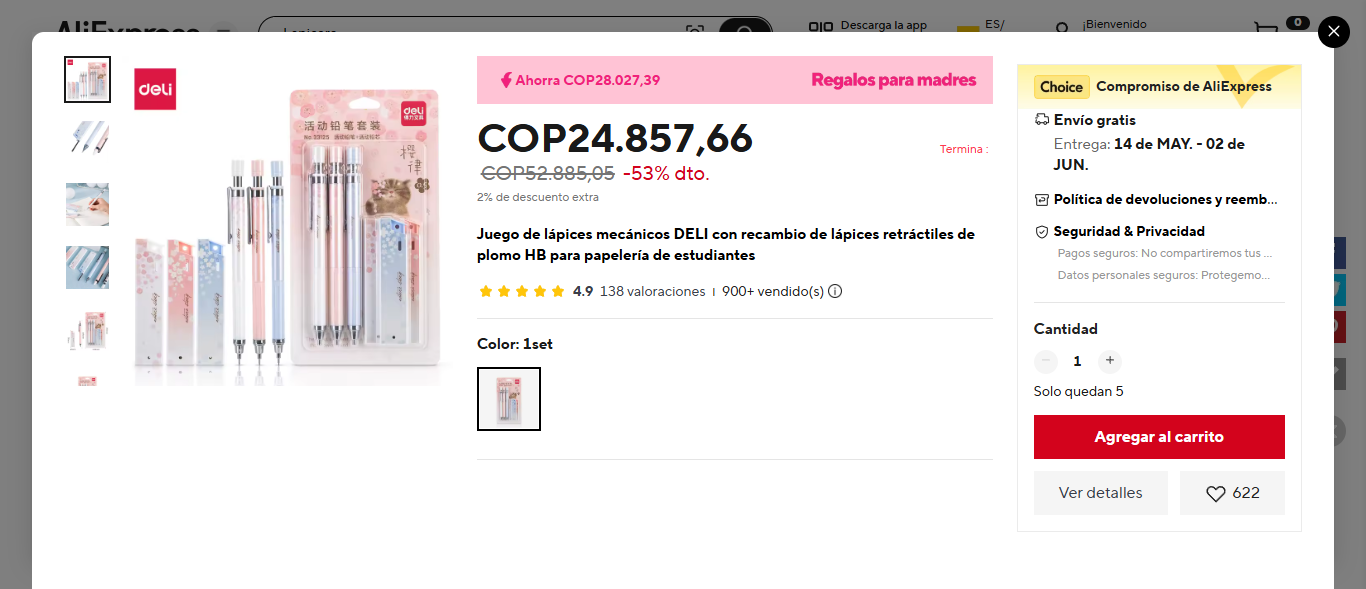 AliExpress
Lapicero
Descarga la app
ES/
¡Bienvenido
0
deli
deli
活动铅笔套装
Ahorra COP28.027,39
Regalos para madres
COP24.857,66
Termina :
COP52.885,05 -53% dto.
2% de descuento extra
Juego de lápices mecánicos DELI con recambio de lápices retráctiles de
plomo HB para papelería de estudiantes
4.9 138 valoraciones 900+ vendido(s)
Color: 1set
Choice Compromiso de AliExpress
Envío gratis
Entrega: 14 de MAY. - 02 de
JUN.
Política de devoluciones y reemb...
Seguridad & Privacidad
Pagos seguros: No compartiremos tus ...
Datos personales seguros: Protegemo...
Cantidad
− 1 +
Solo quedan 5
Agregar al carrito
Ver detalles
622